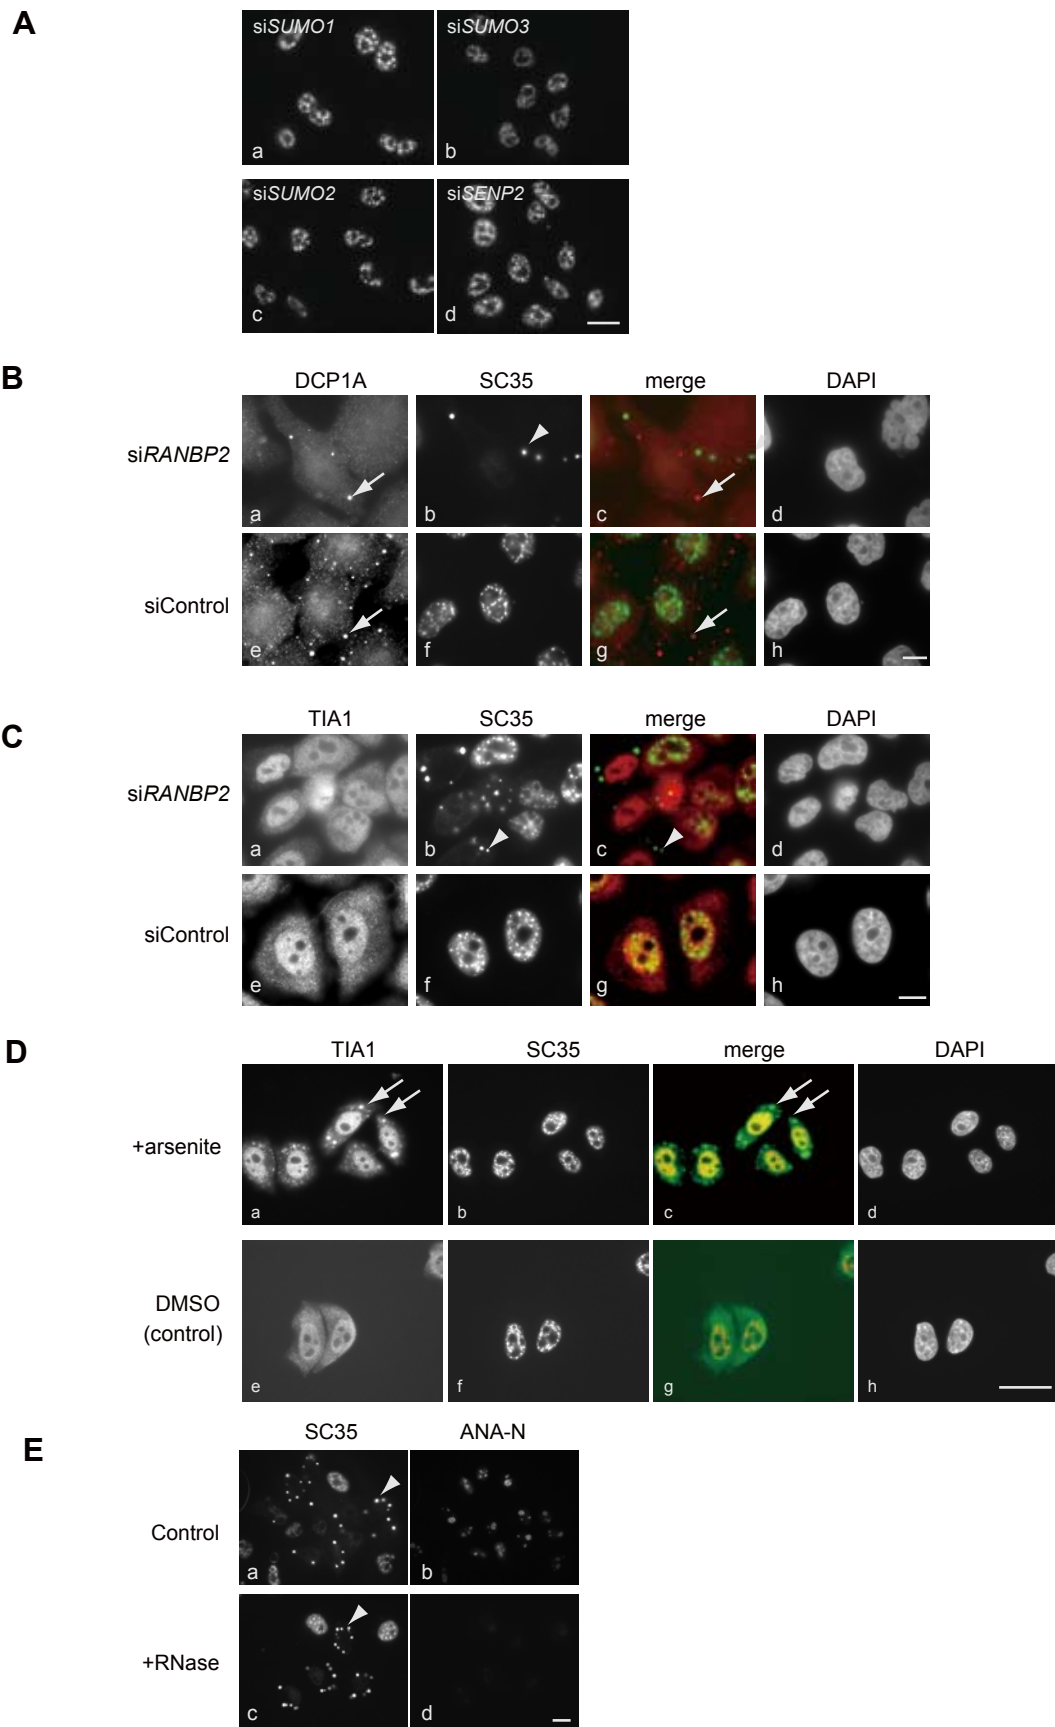 A
siSUMO1 siSUMO3
a b
siSUMO2 siSENP2
c d
B
DCP1A SC35 merge DAPI
siRANBP2
a b c d
siControl
e f g h
C
TIA1 SC35 merge DAPI
siRANBP2
a b c d
siControl
e f g h
D
TIA1 SC35 merge DAPI
+arsenite
a b c d
DMSO
(control)
e f g h
E
SC35 ANA-N
Control
a b
+RNase
c d